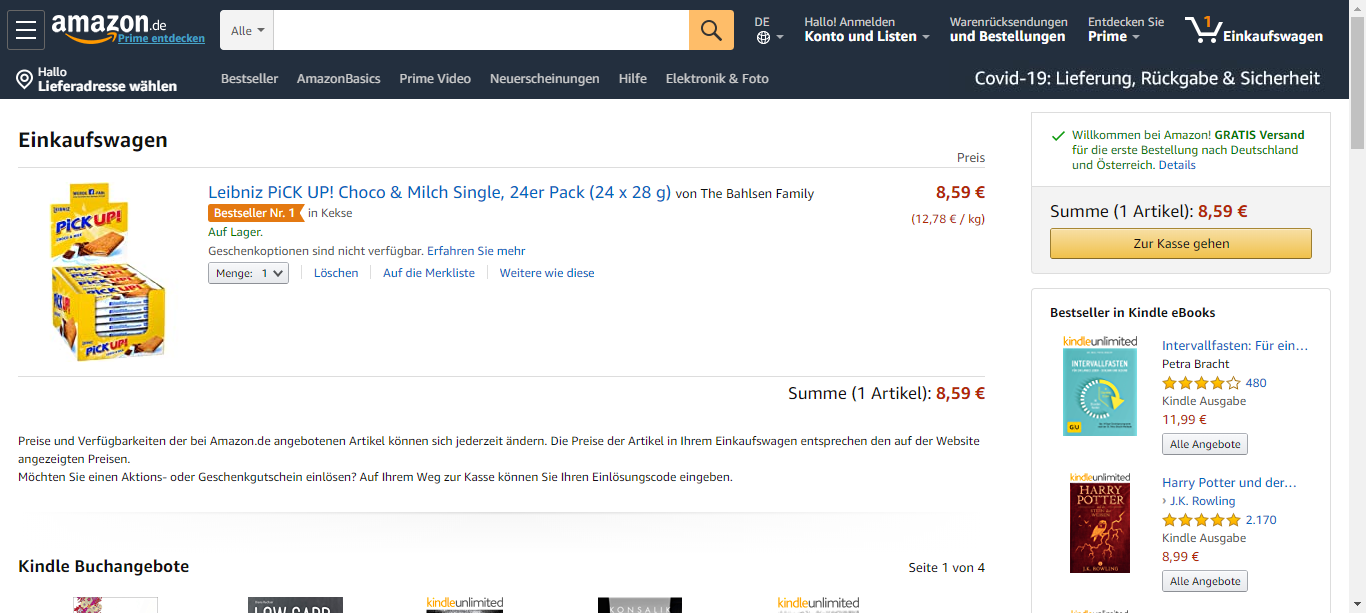 amazon.de
Prime entdecken
Alle
DE
Hallo! Anmelden
Konto und Listen
Warenrücksendungen
und Bestellungen
Entdecken Sie
Prime
1
Einkaufswagen
Hallo
Lieferadresse wählen
Bestseller
AmazonBasics
Prime Video
Neuerscheinungen
Hilfe
Elektronik & Foto
Covid-19: Lieferung, Rückgabe & Sicherheit
Einkaufswagen
Preis
PiCK UP!
PiCK UP!
Leibniz PiCK UP! Choco & Milch Single, 24er Pack (24 x 28 g) von The Bahlsen Family
8,59 €
Bestseller Nr. 1 in Kekse
(12,78 € / kg)
Auf Lager.
Geschenkoptionen sind nicht verfügbar. Erfahren Sie mehr
Menge: 1
Löschen
Auf die Merkliste
Weitere wie diese
Summe (1 Artikel): 8,59 €
Preise und Verfügbarkeiten der bei Amazon.de angebotenen Artikel können sich jederzeit ändern. Die Preise der Artikel in Ihrem Einkaufswagen entsprechen den auf der Website
angezeigten Preisen.
Möchten Sie einen Aktions- oder Geschenkgutschein einlösen? Auf Ihrem Weg zur Kasse können Sie Ihren Einlösungscode eingeben.
Kindle Buchangebote
Seite 1 von 4
LOW CARB
kindleunlimited
KONSALIK
kindleunlimited
Willkommen bei Amazon! GRATIS Versand
für die erste Bestellung nach Deutschland
und Österreich. Details
Summe (1 Artikel): 8,59 €
Zur Kasse gehen
Bestseller in Kindle eBooks
kindleunlimited
INTERVALLFASTEN
GU
Intervallfasten: Für ein…
Petra Bracht
480
Kindle Ausgabe
11,99 €
Alle Angebote
kindleunlimited
HARRY
POTTER
J.K. ROWLING
Harry Potter und der…
› J.K. Rowling
2.170
Kindle Ausgabe
8,99 €
Alle Angebote
kindleunlimited